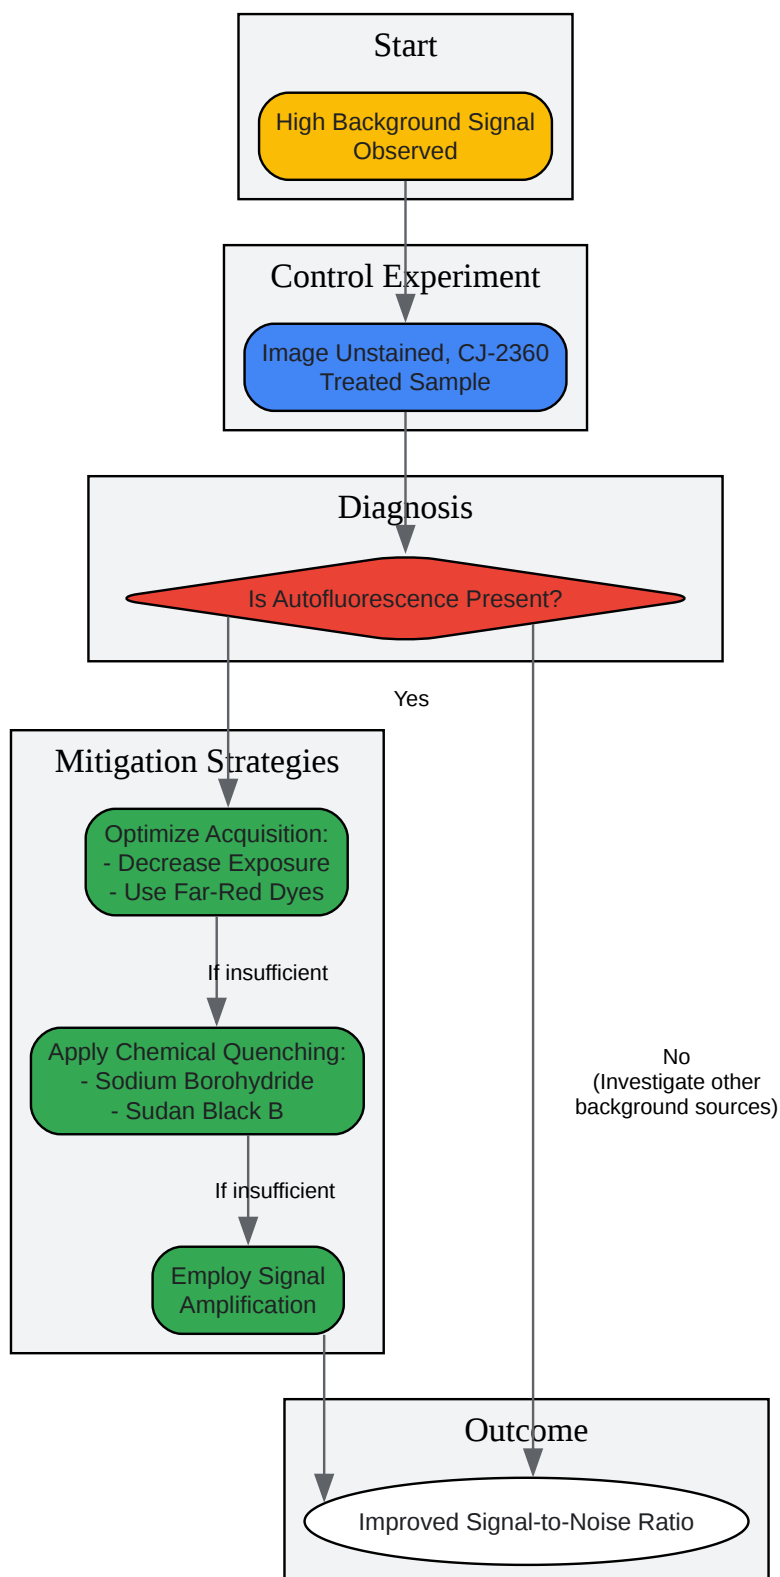 Start
High Background Signal
Observed
Control Experiment
Image Unstained, CJ-2360
Treated Sample
Diagnosis
Is Autofluorescence Present?
Yes
Mitigation Strategies
Optimize Acquisition:
- Decrease Exposure
- Use Far-Red Dyes
If insufficient
Apply Chemical Quenching:
- Sodium Borohydride
- Sudan Black B
No
(Investigate other
background sources)
If insufficient
Employ Signal
Amplification
Outcome
Improved Signal-to-Noise Ratio